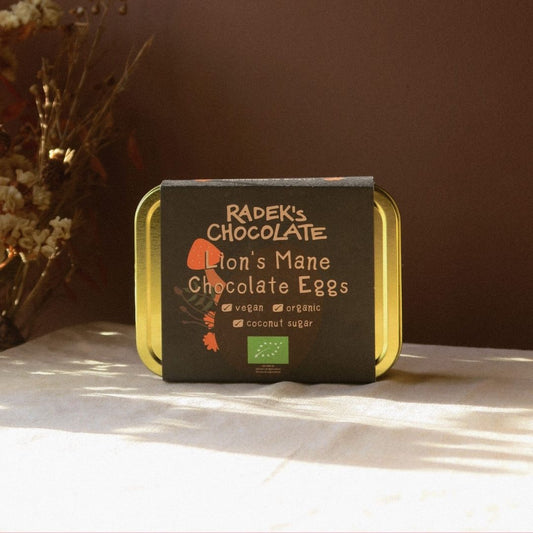 RADEK's
CHOCOLATE
Lion's Mane
Chocolate Eggs
vegan organic
coconut sugar